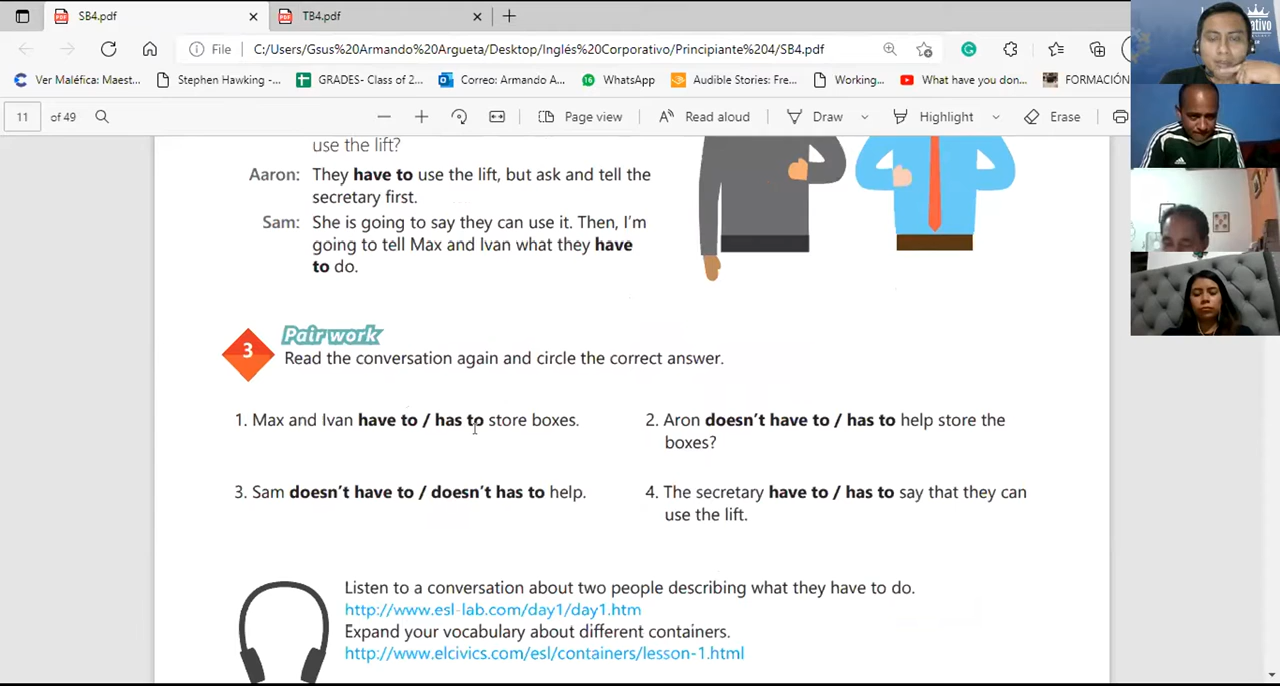 SB4.pdf
TB4.pdf
File
C:/Users/Gsus%20Armando%20Argueta/Desktop/Inglés%20Corporativo/Principiante%204/SB4.pdf
Ver Maléfica: Maest...
Stephen Hawking -...
GRADES- Class of 2...
Correo: Armando A...
WhatsApp
Audible Stories: Fre...
Working...
What have you don...
FORMACIÓN
11 of 49
Page view
Read aloud
Draw
Highlight
Erase
use the lift?
Aaron: They have to use the lift, but ask and tell the
secretary first.
Sam: She is going to say they can use it. Then, I'm
going to tell Max and Ivan what they have
to do.
3
Pair work
Read the conversation again and circle the correct answer.
1. Max and Ivan have to / has to store boxes.
2. Aron doesn't have to / has to help store the
boxes?
3. Sam doesn't have to / doesn't has to help.
4. The secretary have to / has to say that they can
use the lift.
Listen to a conversation about two people describing what they have to do.
http://www.esl-lab.com/day1/day1.htm
Expand your vocabulary about different containers.
http://www.elcivics.com/esl/containers/lesson-1.html